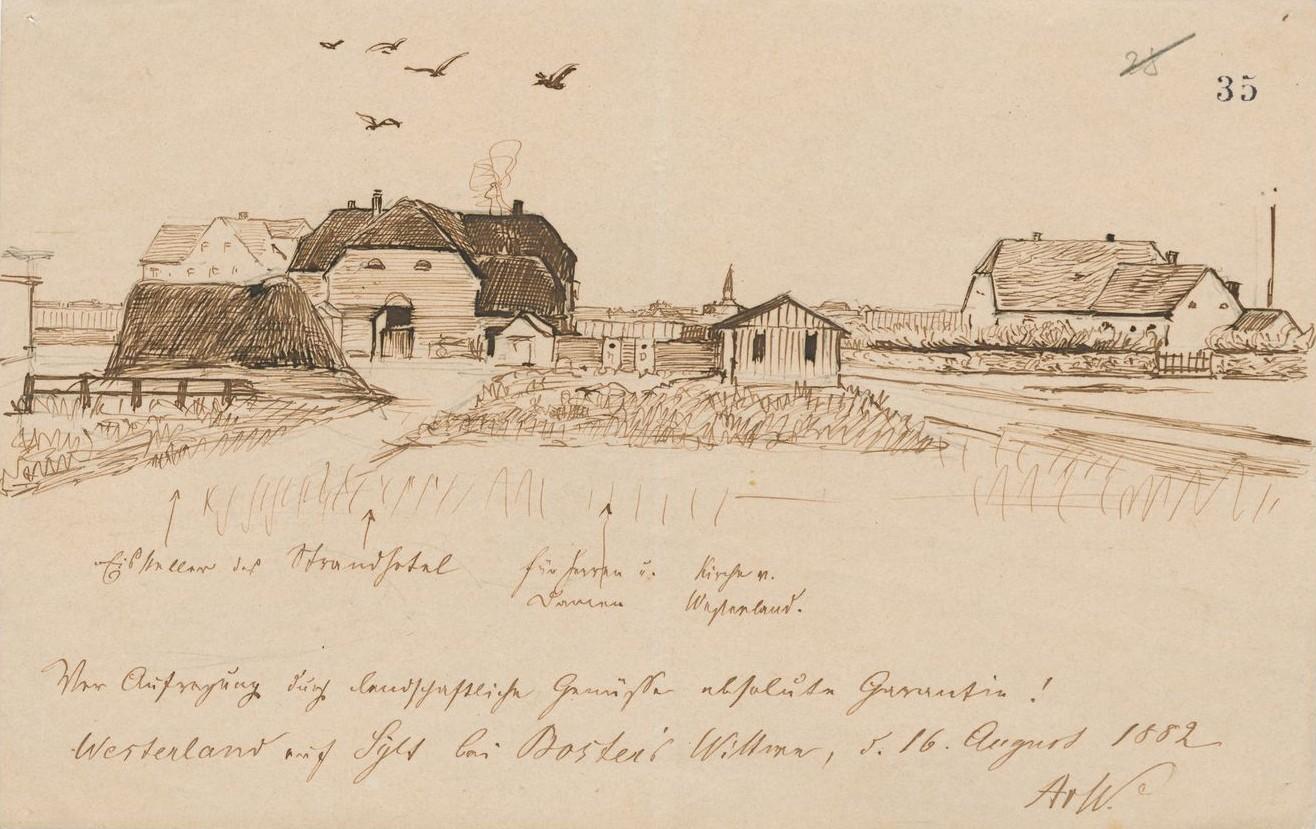 28
35
Eiskeller des Strandhotel für Herren u. Kirche v.
Damen Westerland.
Vor Aufregung durch landschaftliche Genüsse absolute Garantie!
Westerland auf Sylt bei Boster's Wittwe, d. 16. August 1882
AvW.